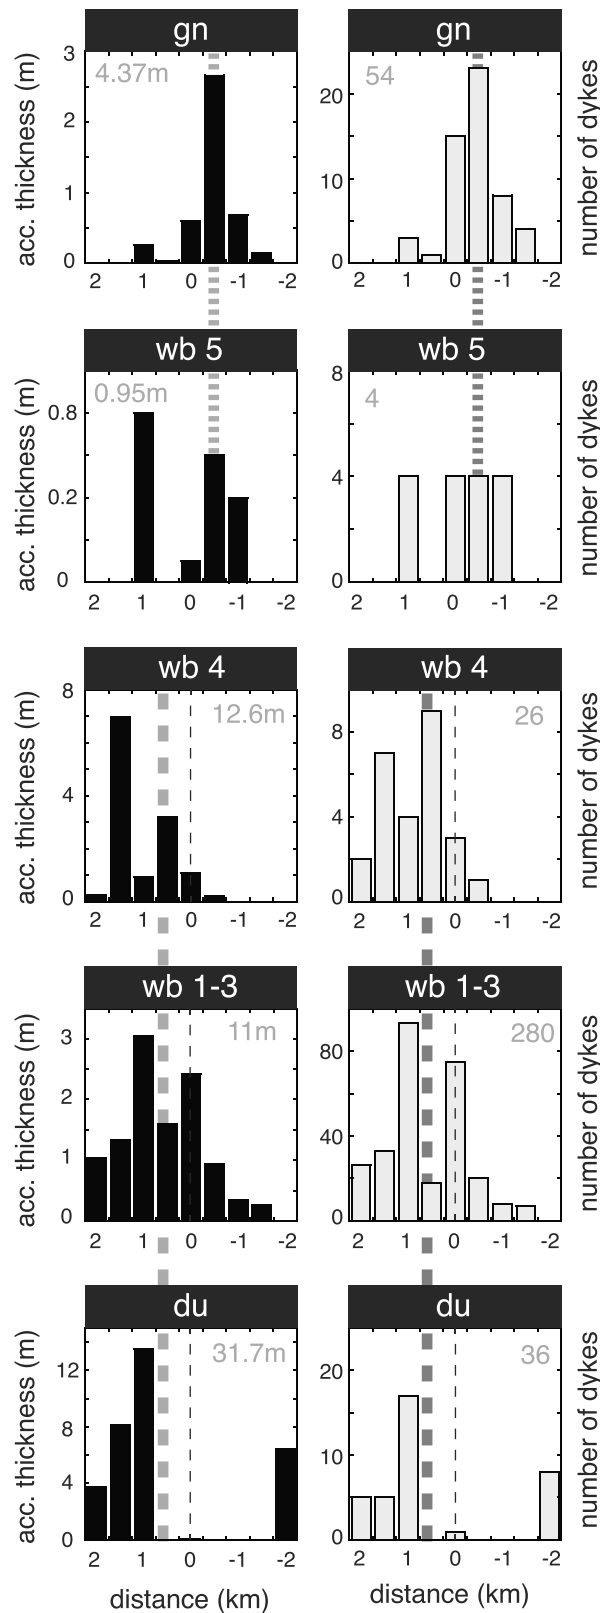 gn gn
acc. thickness (m) 3 2 1 0 4.37m 54 20 10 0 number of dykes
2 1 0 -1 -2 2 1 0 -1 -2
wb 5 wb 5
acc. thickness (m) 0.8 0.2 0 0.95m 8 4 0 4 number of dykes
2 1 0 -1 -2 2 1 0 -1 -2
wb 4 wb 4
acc. thickness (m) 8 4 0 12.6m 8 4 0 26 number of dykes
2 1 0 -1 -2 2 1 0 -1 -2
wb 1-3 wb 1-3
acc. thickness (m) 3 2 1 0 11m 80 40 0 280 number of dykes
2 1 0 -1 -2 2 1 0 -1 -2
du du
acc. thickness (m) 12 8 4 0 31.7m 20 10 0 36 number of dykes
2 1 0 -1 -2 2 1 0 -1 -2
distance (km) distance (km)